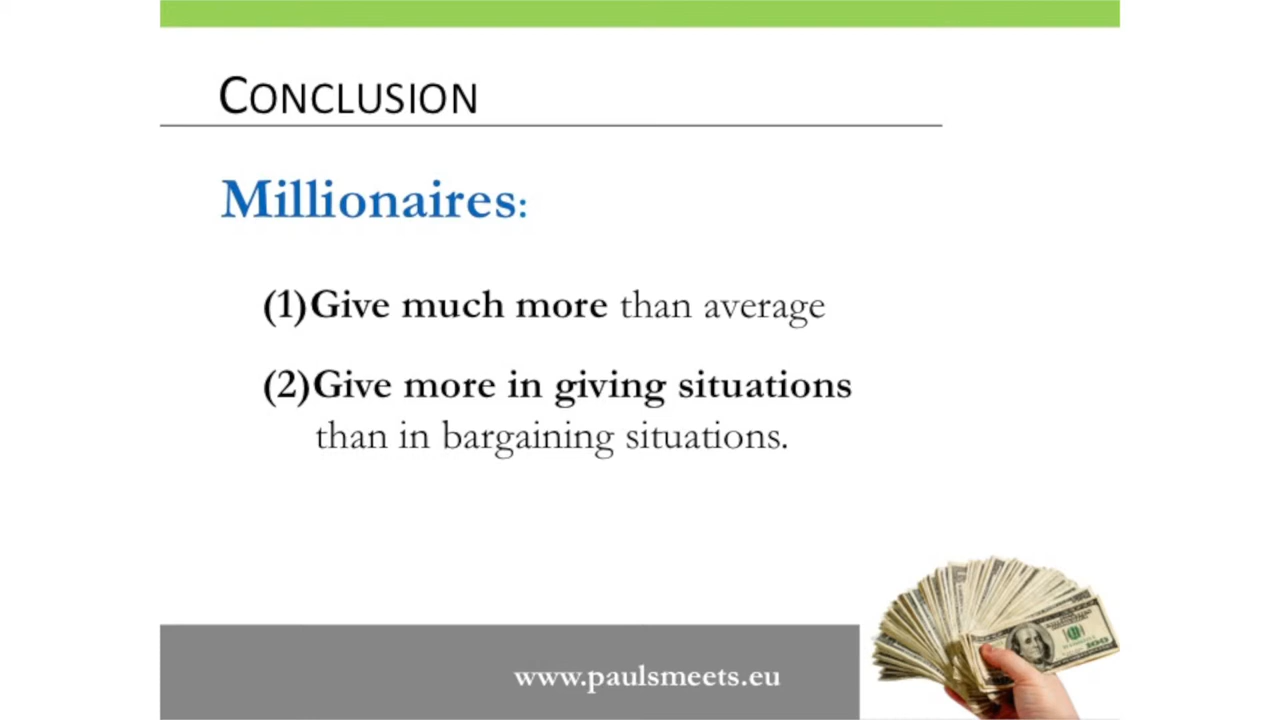 CONCLUSION
Millionaires:
(1)Give much more than average
(2)Give more in giving situations
than in bargaining situations.
www.paulsmeets.eu
100